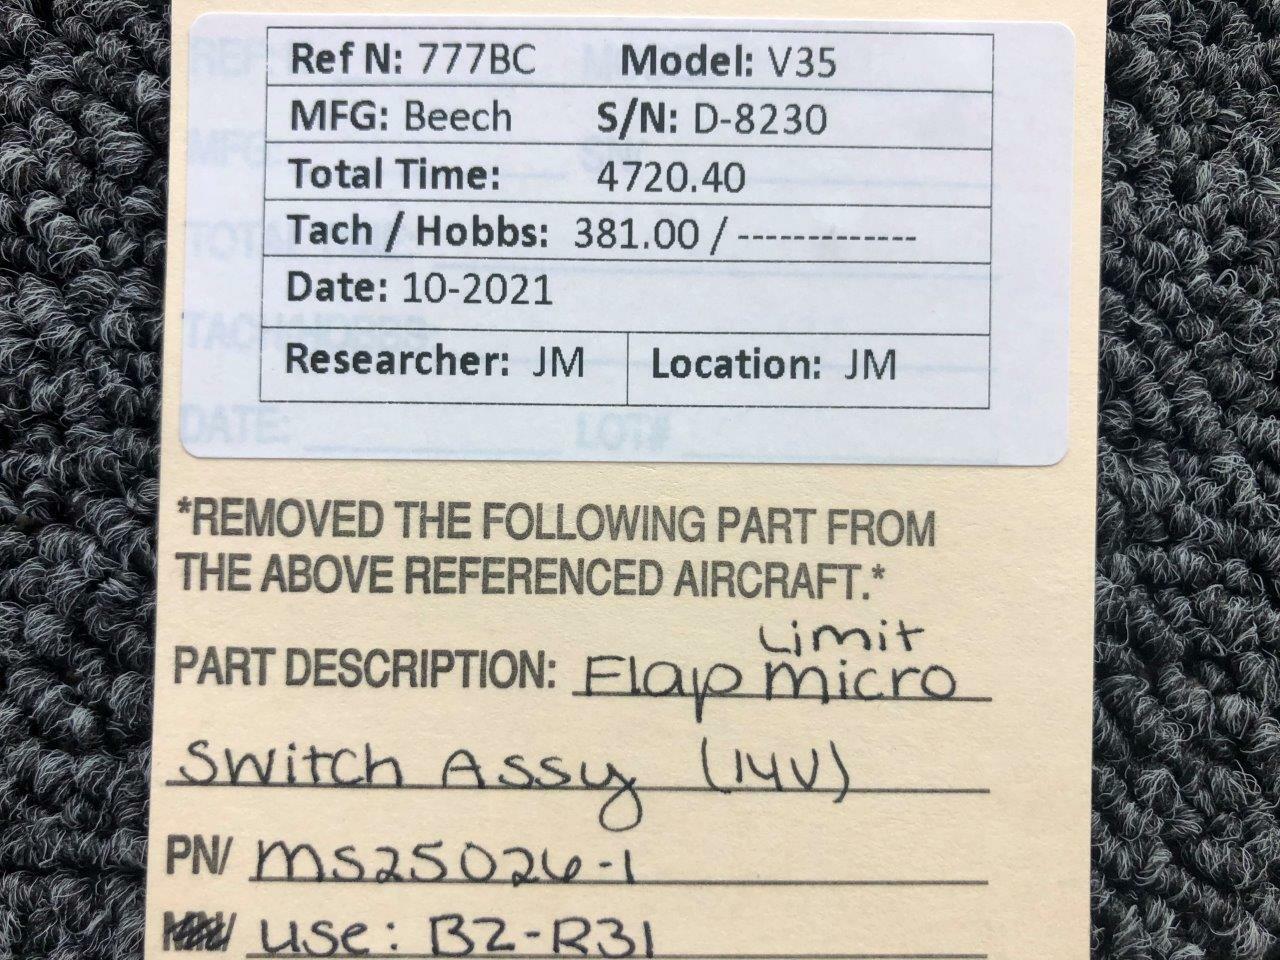 Ref N: 777BC Model: V35
MFG: Beech S/N: D-8230
Total Time: 4720.40
Tach / Hobbs: 381.00 / -------------
Date: 10-2021
Researcher: JM Location: JM
DATE: LOT#
*REMOVED THE FOLLOWING PART FROM
THE ABOVE REFERENCED AIRCRAFT.*
Limit
PART DESCRIPTION: Flap micro
Switch Assy (14V)
PN/ MS25026-1
use: B2-R31